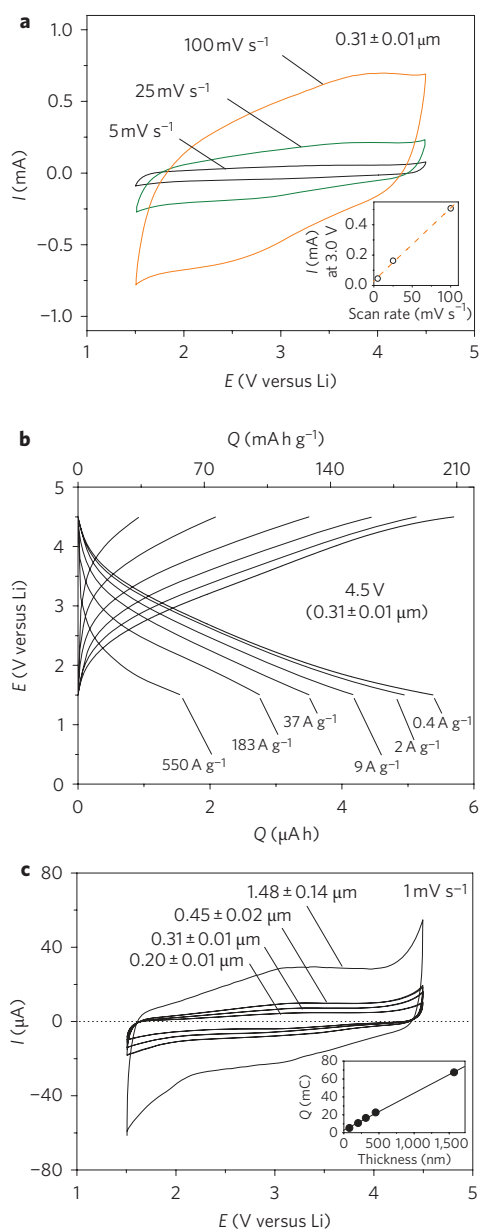 a
1.0
0.5
0.0
−0.5
−1.0
I (mA)
100 mV s⁻¹
0.31 ± 0.01 μm
25 mV s⁻¹
5 mV s⁻¹
I (mA)
at 3.0 V
0.4
0.2
0.0
0 50 100
Scan rate (mV s⁻¹)
1 2 3 4 5
E (V versus Li)
b
Q (mA h g⁻¹)
0 70 140 210
5
4
3
2
1
0
E (V versus Li)
4.5 V
(0.31 ± 0.01 μm)
0.4 A g⁻¹
37 A g⁻¹
2 A g⁻¹
183 A g⁻¹
9 A g⁻¹
550 A g⁻¹
0 2 4 6
Q (μA h)
c
80
40
0
−40
−80
I (μA)
1.48 ± 0.14 μm
1 mV s⁻¹
0.45 ± 0.02 μm
0.31 ± 0.01 μm
0.20 ± 0.01 μm
Q (mC)
80
60
40
20
0
0 500 1,000 1,500
Thickness (nm)
1 2 3 4 5
E (V versus Li)